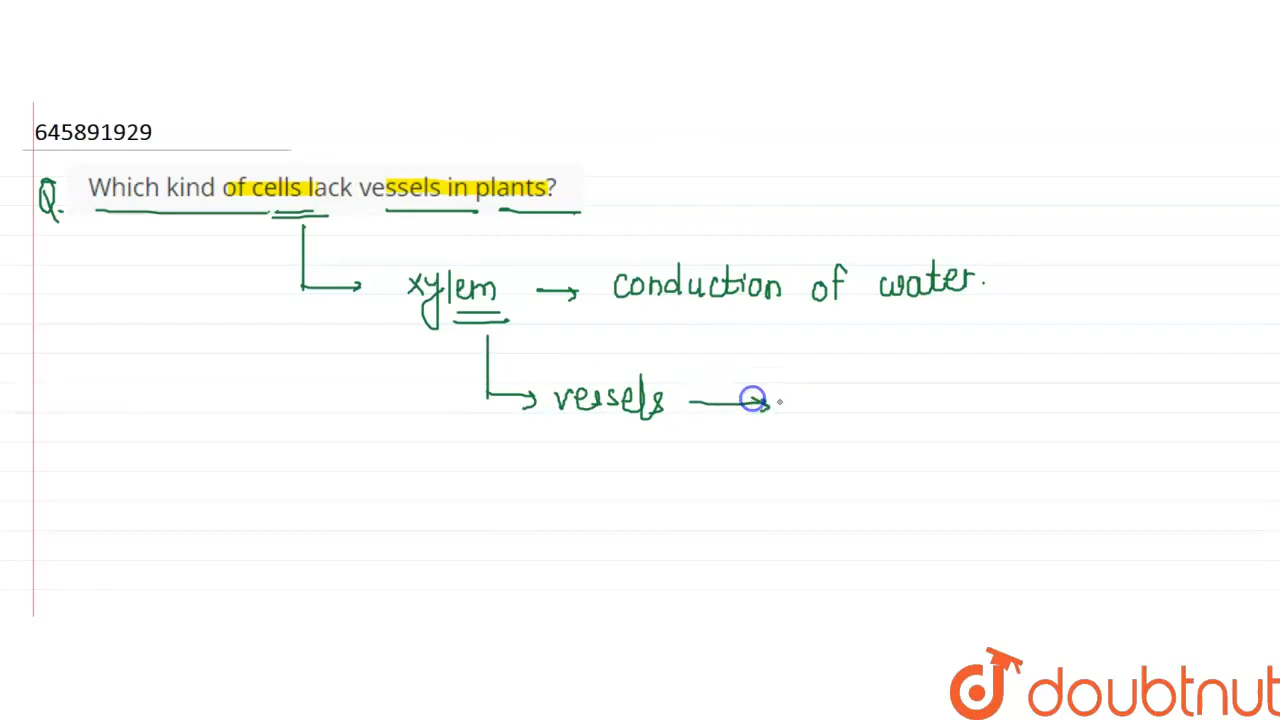 645891929
Q. Which kind of cells lack vessels in plants?
xylem → conduction of water.
vessels →
doubtnut